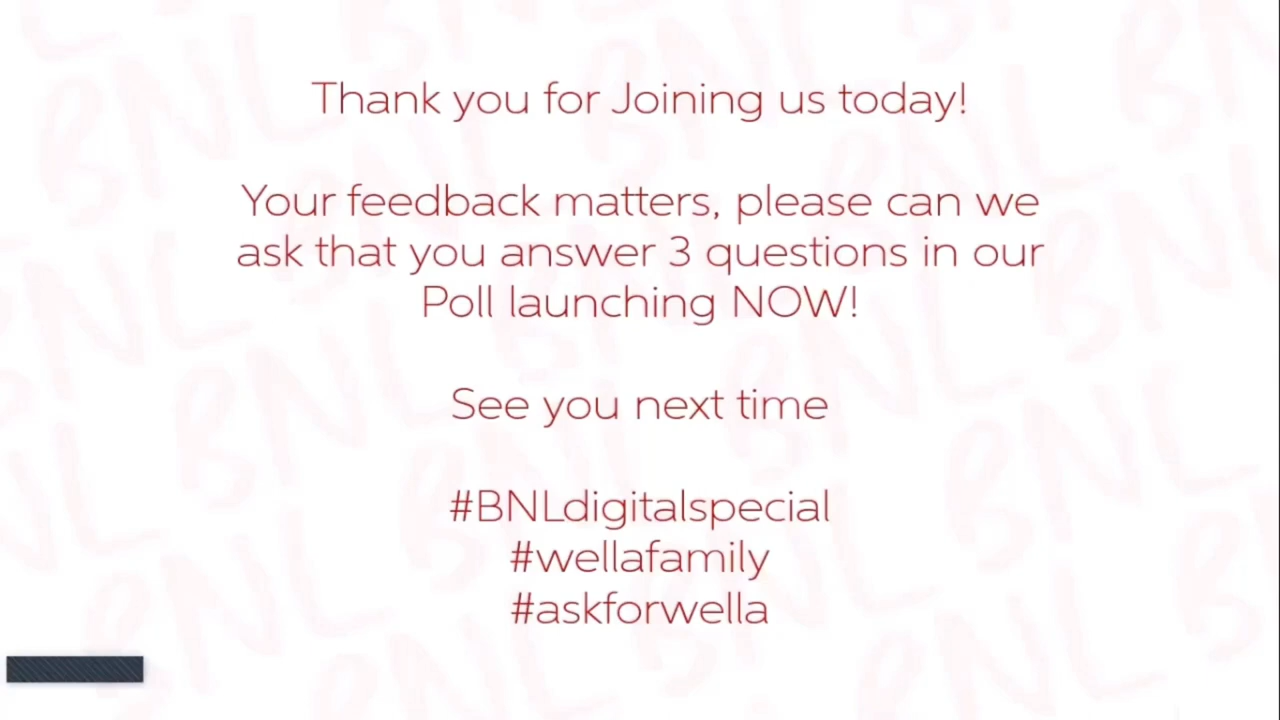 Thank you for Joining us today!
Your feedback matters, please can we
ask that you answer 3 questions in our
Poll launching NOW!
See you next time
#BNLdigitalspecial
#wellafamily
#askforwella